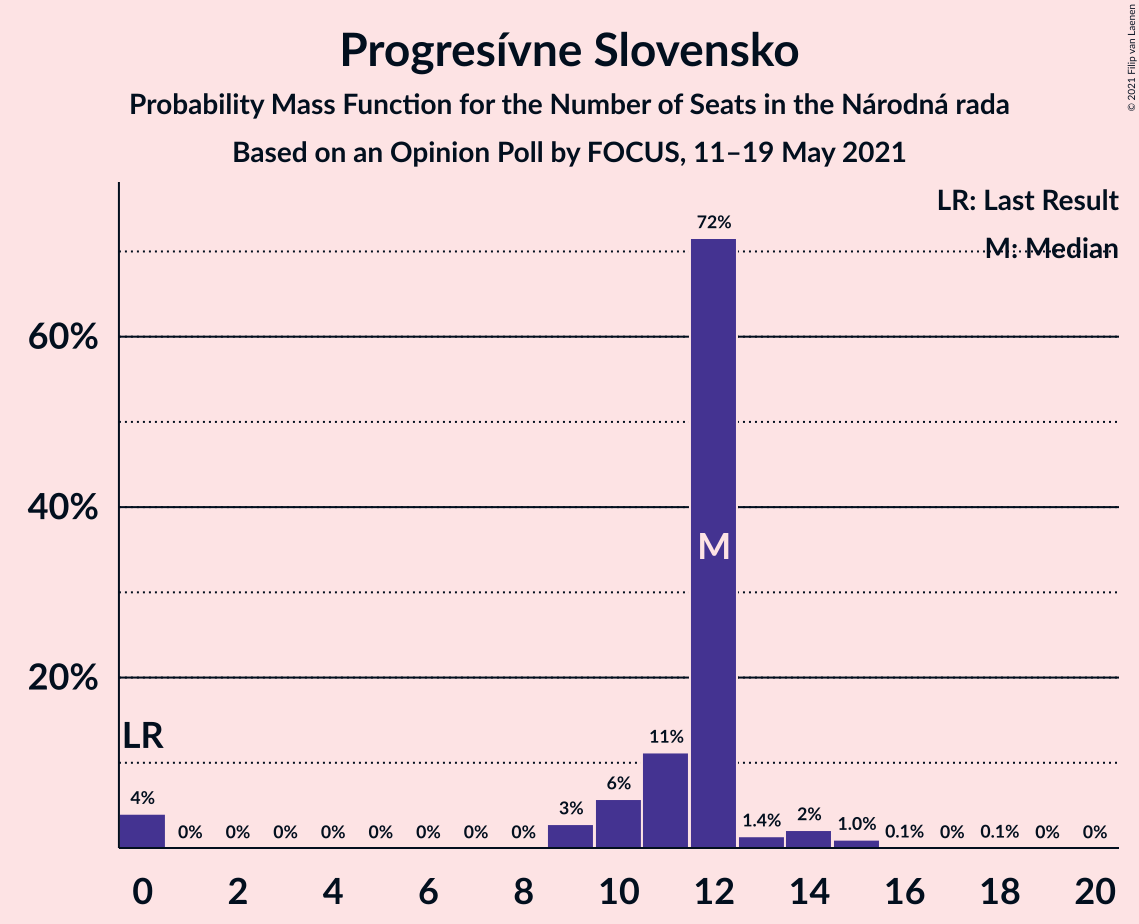 Progresívne Slovensko
Probability Mass Function for the Number of Seats in the Národná rada
Based on an Opinion Poll by FOCUS, 11–19 May 2021
© 2021 Filip van Laenen
LR: Last Result
M: Median
60%
40%
20%
LR
M
4%
0%
0%
0%
0%
0%
0%
0%
0%
3%
6%
11%
72%
1.4%
2%
1.0%
0.1%
0%
0.1%
0%
0%
0 2 4 6 8 10 12 14 16 18 20